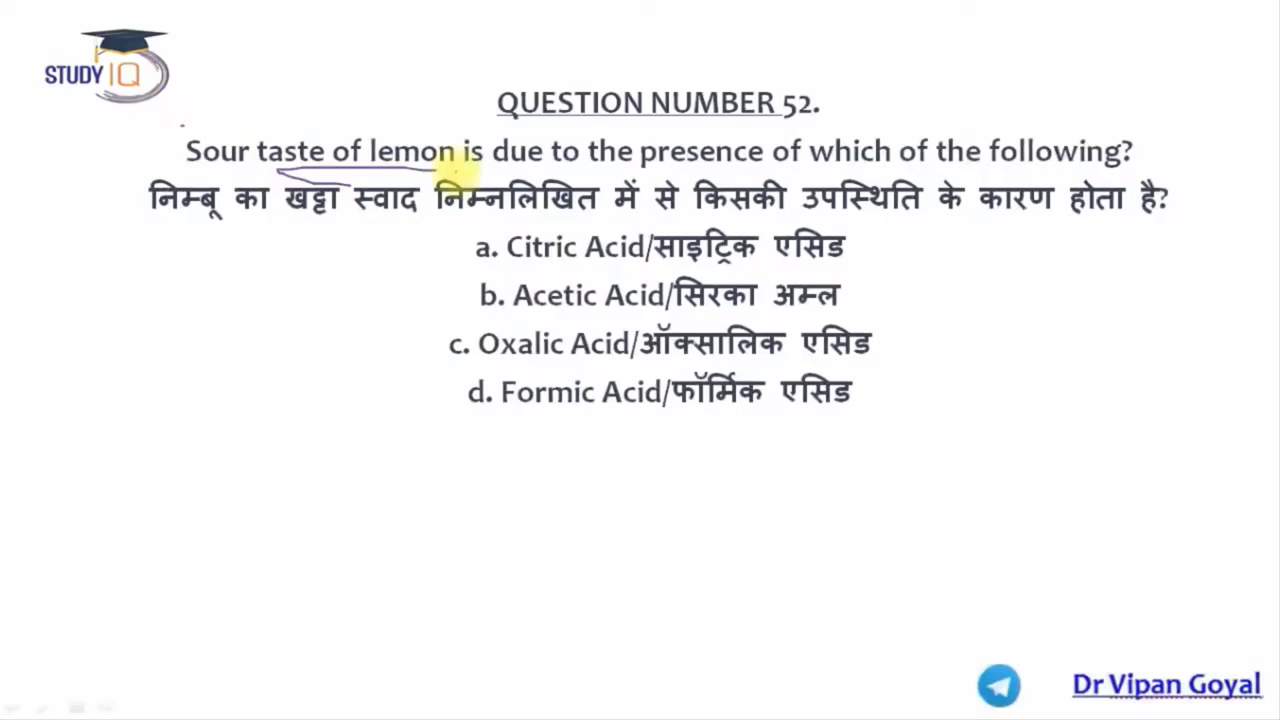 STUDY IQ
QUESTION NUMBER 52.
Sour taste of lemon is due to the presence of which of the following?
निम्बू का खट्टा स्वाद निम्नलिखित में से किसकी उपस्थिति के कारण होता है?
a. Citric Acid/साइट्रिक एसिड
b. Acetic Acid/सिरका अम्ल
c. Oxalic Acid/ऑक्सालिक एसिड
d. Formic Acid/फॉर्मिक एसिड
Dr Vipan Goyal